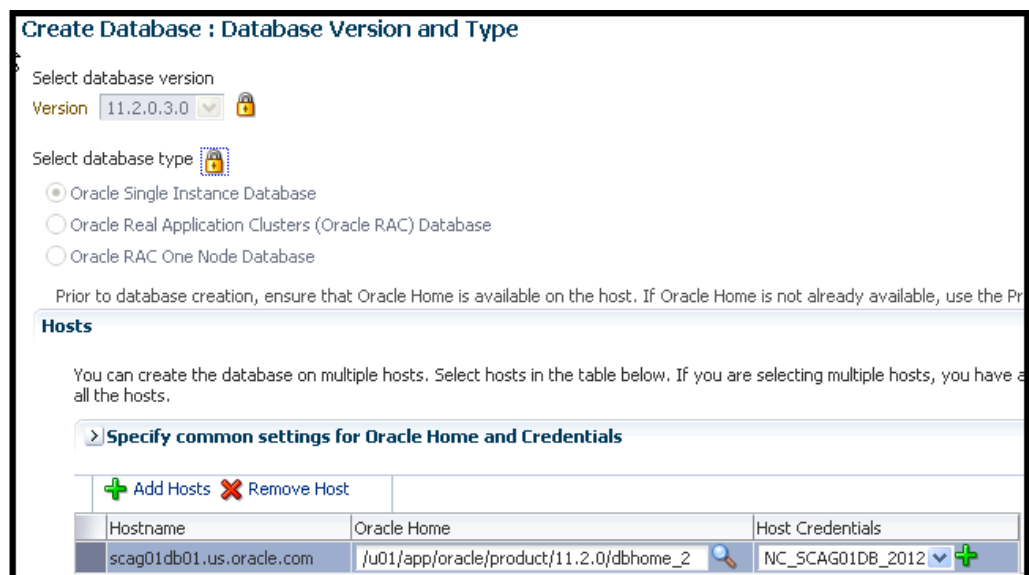 Create Database : Database Version and Type
Select database version
Version 11.2.0.3.0
Select database type
Oracle Single Instance Database
Oracle Real Application Clusters (Oracle RAC) Database
Oracle RAC One Node Database
Prior to database creation, ensure that Oracle Home is available on the host. If Oracle Home is not already available, use the Pr
Hosts
You can create the database on multiple hosts. Select hosts in the table below. If you are selecting multiple hosts, you have a
all the hosts.
Specify common settings for Oracle Home and Credentials
Add Hosts Remove Host
Hostname Oracle Home Host Credentials
scag01db01.us.oracle.com /u01/app/oracle/product/11.2.0/dbhome_2 NC_SCAG01DB_2012